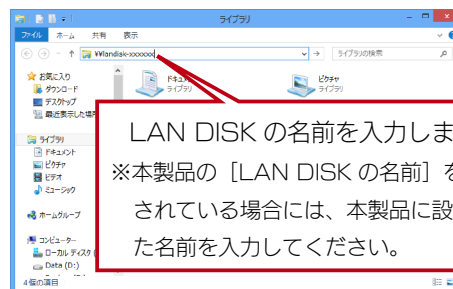 ライブラリ
ファイル ホーム 共有 表示
¥¥landisk-xxxxxx
ライブラリの検索
お気に入り
ダウンロード
デスクトップ
最近表示した場所
ライブラリ
ドキュメント
ピクチャ
ビデオ
ミュージック
ホームグループ
コンピューター
ローカル ディスク (
Data (D:)
4 個の項目
ライブラリ
ピクチャ
ライブラリ
LAN DISK の名前を入力しま
※本製品の［LAN DISK の名前］を
されている場合には、本製品に設
た名前を入力してください。